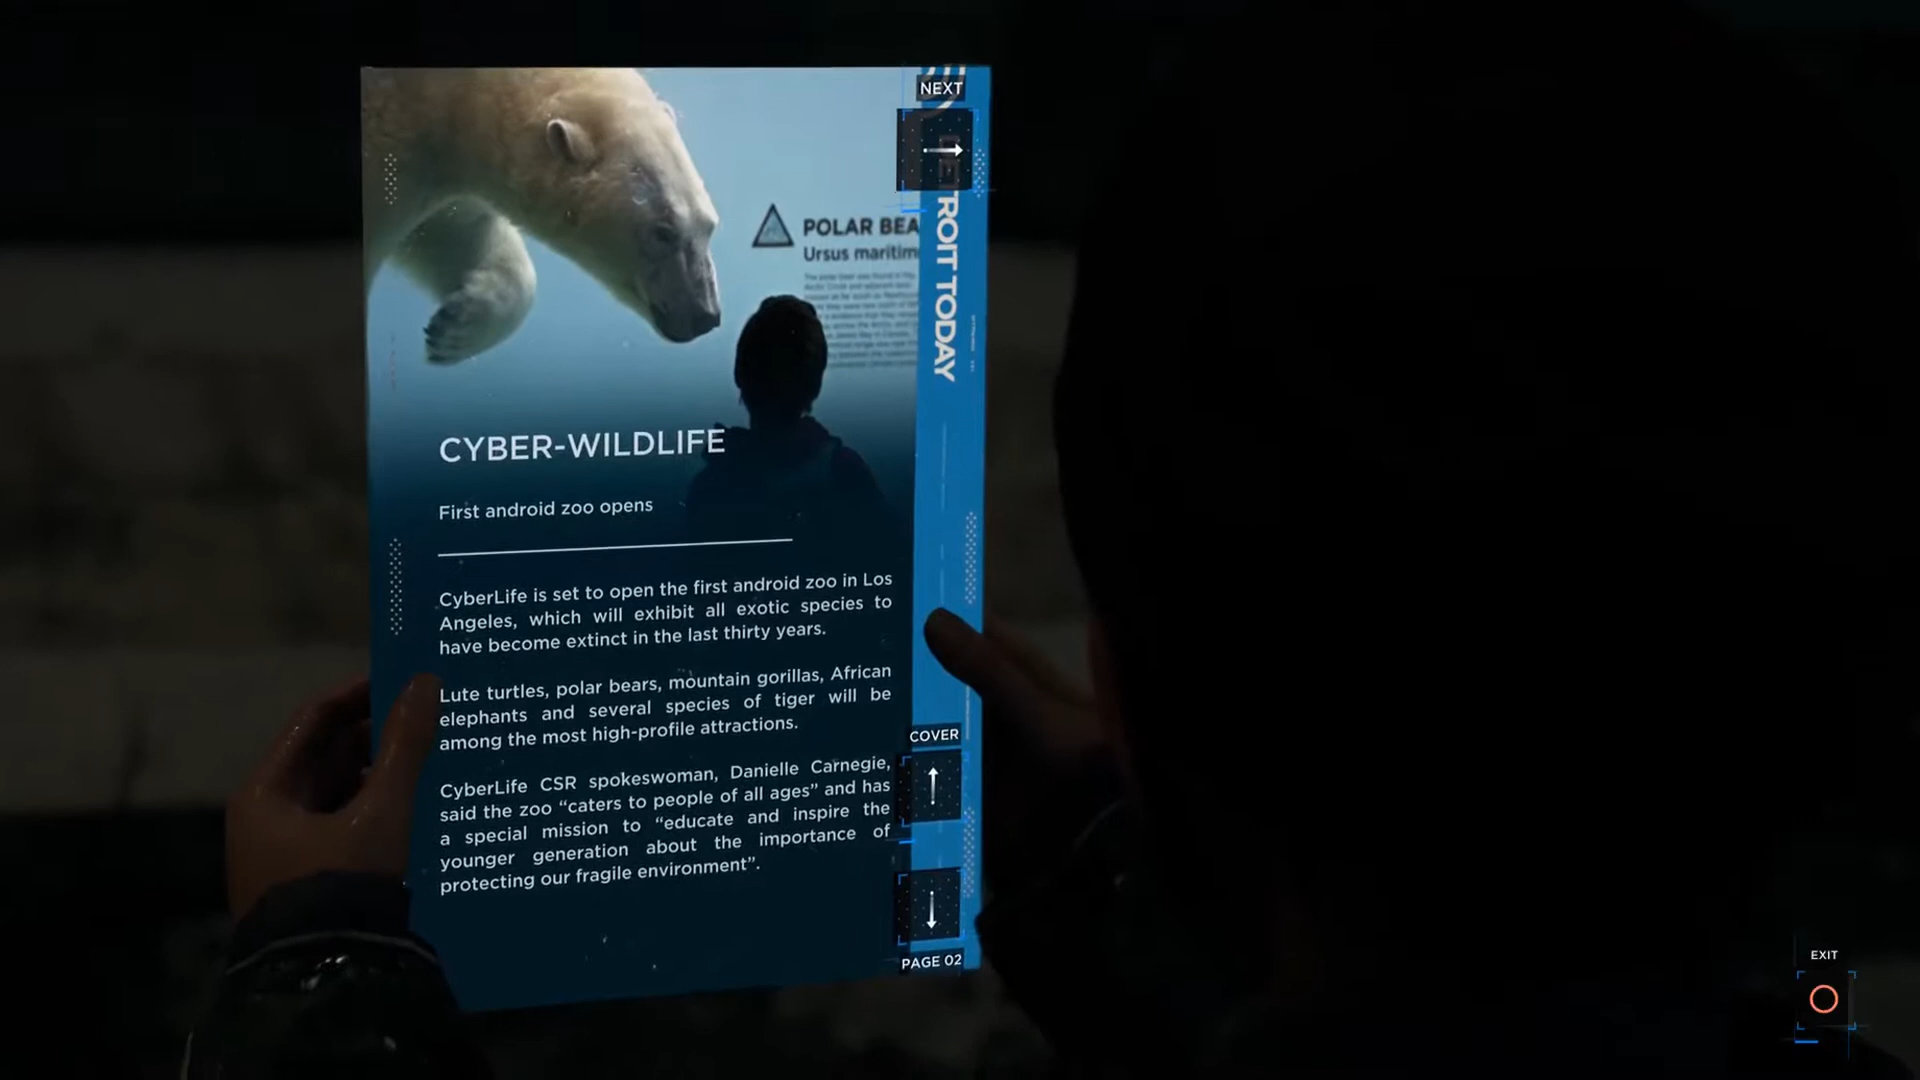 NEXT
POLAR BEA
Ursus maritim
ROIT TODAY
CYBER-WILDLIFE
First android zoo opens
CyberLife is set to open the first android zoo in Los
Angeles, which will exhibit all exotic species to
have become extinct in the last thirty years.
Lute turtles, polar bears, mountain gorillas, African
elephants and several species of tiger will be
among the most high-profile attractions.
CyberLife CSR spokeswoman, Danielle Carnegie,
said the zoo “caters to people of all ages” and has
a special mission to “educate and inspire the
younger generation about the importance of
protecting our fragile environment”.
COVER
PAGE 02
EXIT